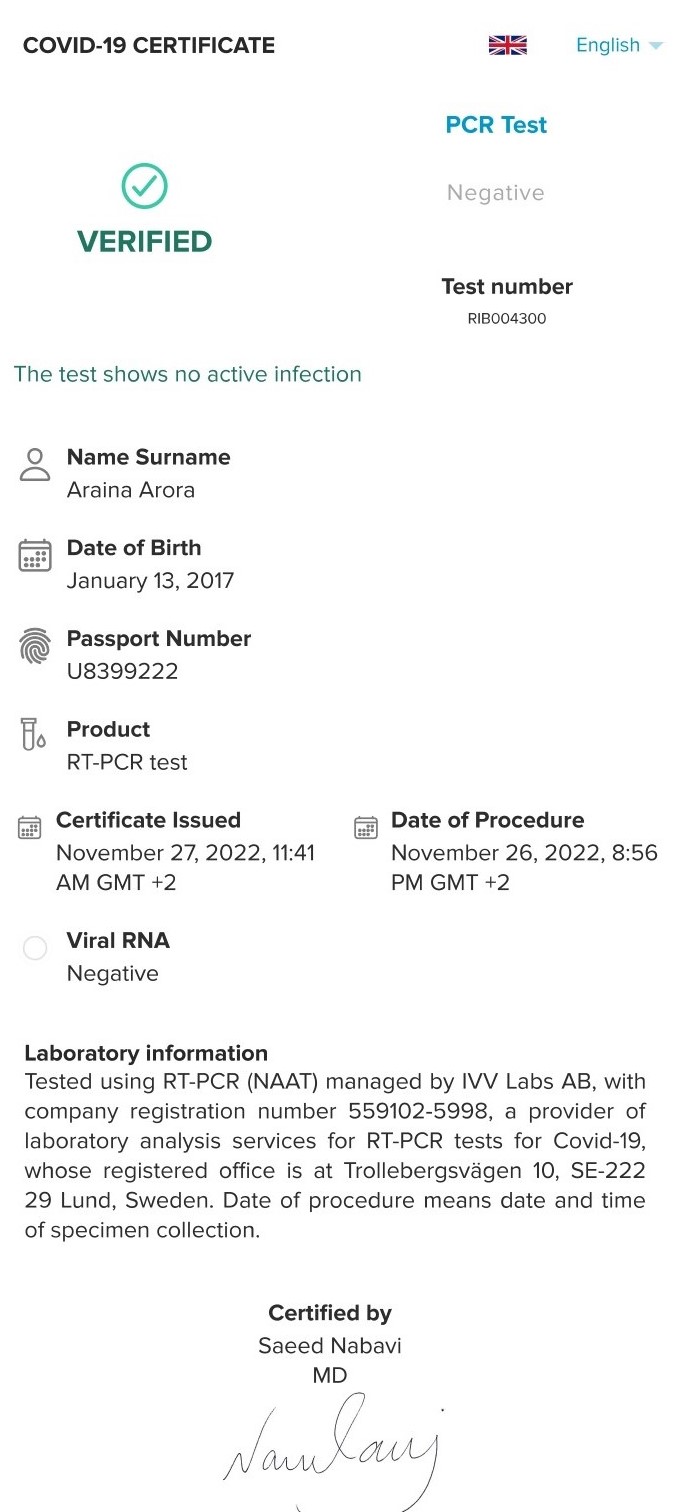 COVID-19 CERTIFICATE
English
PCR Test
Negative
VERIFIED
Test number
RIB004300
The test shows no active infection
Name Surname
Araina Arora
Date of Birth
January 13, 2017
Passport Number
U8399222
Product
RT-PCR test
Certificate Issued
November 27, 2022, 11:41
AM GMT +2
Date of Procedure
November 26, 2022, 8:56
PM GMT +2
Viral RNA
Negative
Laboratory information
Tested using RT-PCR (NAAT) managed by IVV Labs AB, with
company registration number 559102-5998, a provider of
laboratory analysis services for RT-PCR tests for Covid-19,
whose registered office is at Trollebergsvägen 10, SE-222
29 Lund, Sweden. Date of procedure means date and time
of specimen collection.
Certified by
Saeed Nabavi
MD